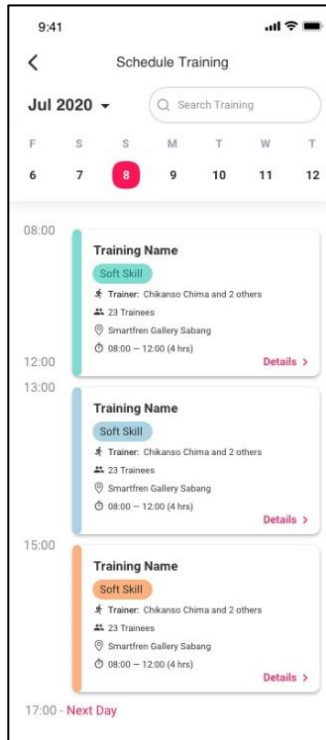 9:41
Schedule Training
Jul 2020
Search Training
F S S M T W T
6 7 8 9 10 11 12
08:00
Training Name
Soft Skill
Trainer: Chikanso Chima and 2 others
23 Trainees
Smartfren Gallery Sabang
08:00 – 12:00 (4 hrs)
Details >
12:00
13:00
Training Name
Soft Skill
Trainer: Chikanso Chima and 2 others
23 Trainees
Smartfren Gallery Sabang
08:00 – 12:00 (4 hrs)
Details >
15:00
Training Name
Soft Skill
Trainer: Chikanso Chima and 2 others
23 Trainees
Smartfren Gallery Sabang
08:00 – 12:00 (4 hrs)
Details >
17:00 - Next Day